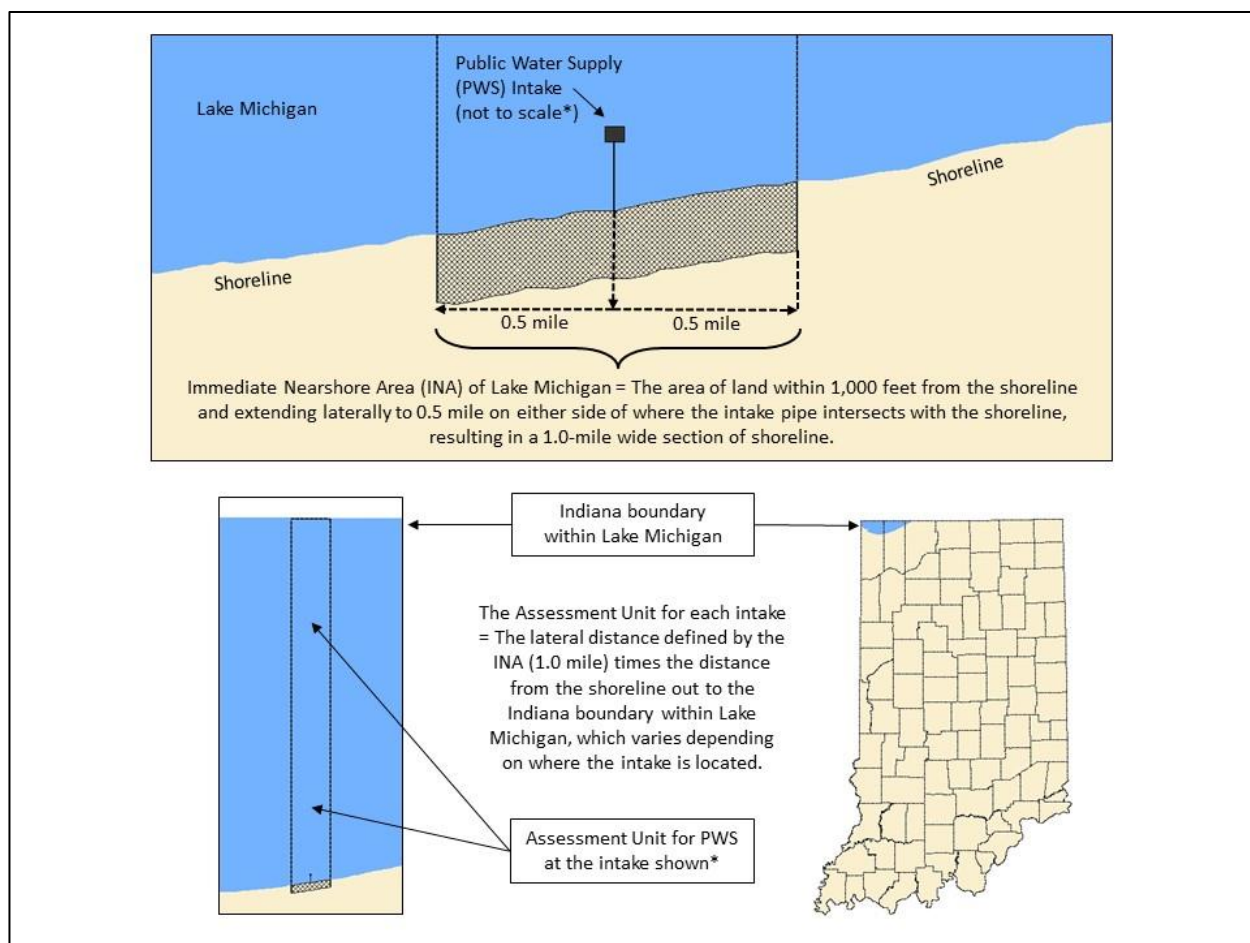 Public Water Supply
(PWS) Intake
(not to scale*)
Lake Michigan
Shoreline
Shoreline
0.5 mile
0.5 mile
Immediate Nearshore Area (INA) of Lake Michigan = The area of land within 1,000 feet from the shoreline
and extending laterally to 0.5 mile on either side of where the intake pipe intersects with the shoreline,
resulting in a 1.0-mile wide section of shoreline.
Indiana boundary
within Lake Michigan
The Assessment Unit for each intake
= The lateral distance defined by the
INA (1.0 mile) times the distance
from the shoreline out to the
Indiana boundary within Lake
Michigan, which varies depending
on where the intake is located.
Assessment Unit for PWS
at the intake shown*